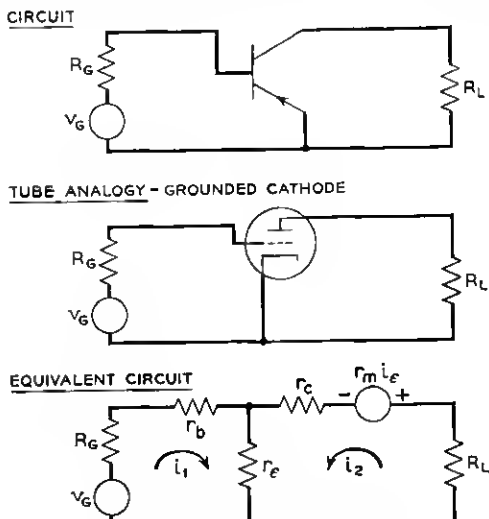 CIRCUIT
R_G
v_G
R_L
TUBE ANALOGY - GROUNDED CATHODE
R_G
v_G
R_L
EQUIVALENT CIRCUIT
r_c
- r_m i_ε +
R_G
r_b
i_1
r_ε
i_2
R_L
v_G